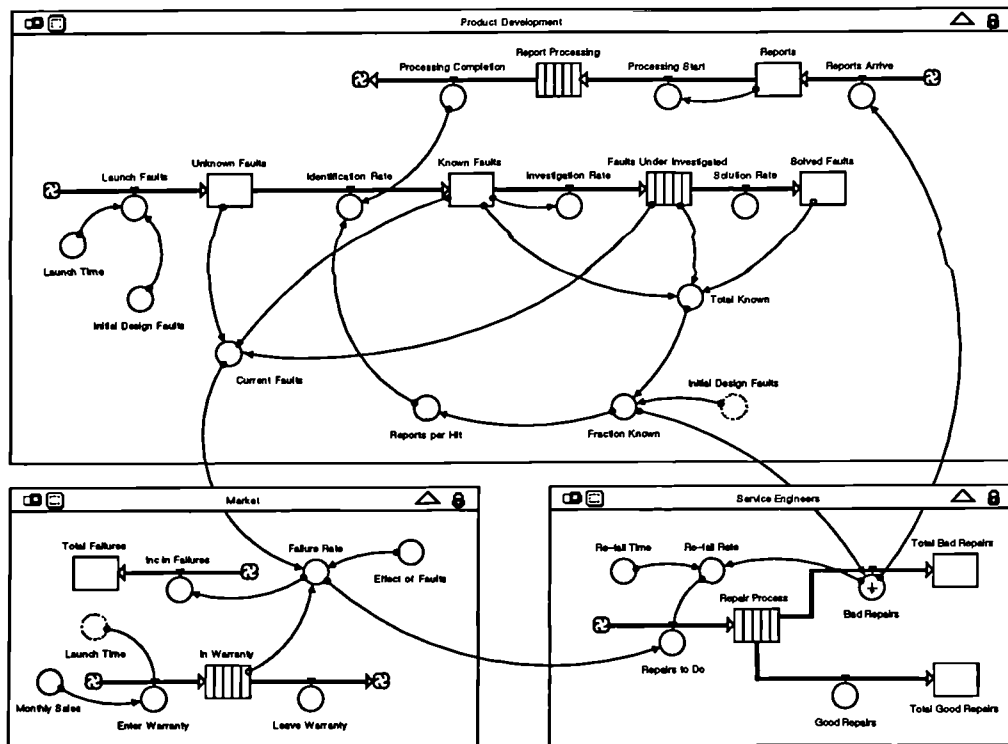 Product Development
Report Processing
Reports
Processing Completion
Processing Start
Reports Arrive
Unknown Faults
Known Faults
Faults Under Investigated
Solved Faults
Launch Faults
Identification Rate
Investigation Rate
Solution Rate
Launch Time
Total Known
Initial Design Faults
Current Faults
Initial Design Faults
Reports per Hit
Fraction Known
Market
Total Failures
Inc in Failures
Failure Rate
Effect of Faults
Launch Time
In Warranty
Monthly Sales
Enter Warranty
Leave Warranty
Service Engineers
Re-fail Time
Re-fail Rate
Total Bad Repairs
Repair Process
Bad Repairs
Repairs to Do
Good Repairs
Total Good Repairs